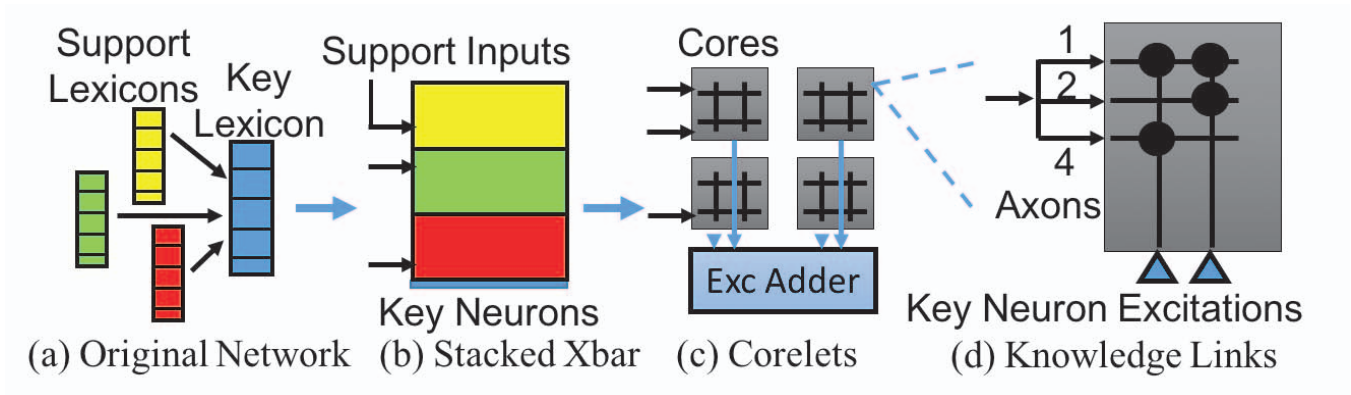 Support
Lexicons
Key
Lexicon
(a) Original Network
Support Inputs
Key Neurons
(b) Stacked Xbar
Cores
Exc Adder
(c) Corelets
1
2
4
Axons
Key Neuron Excitations
(d) Knowledge Links